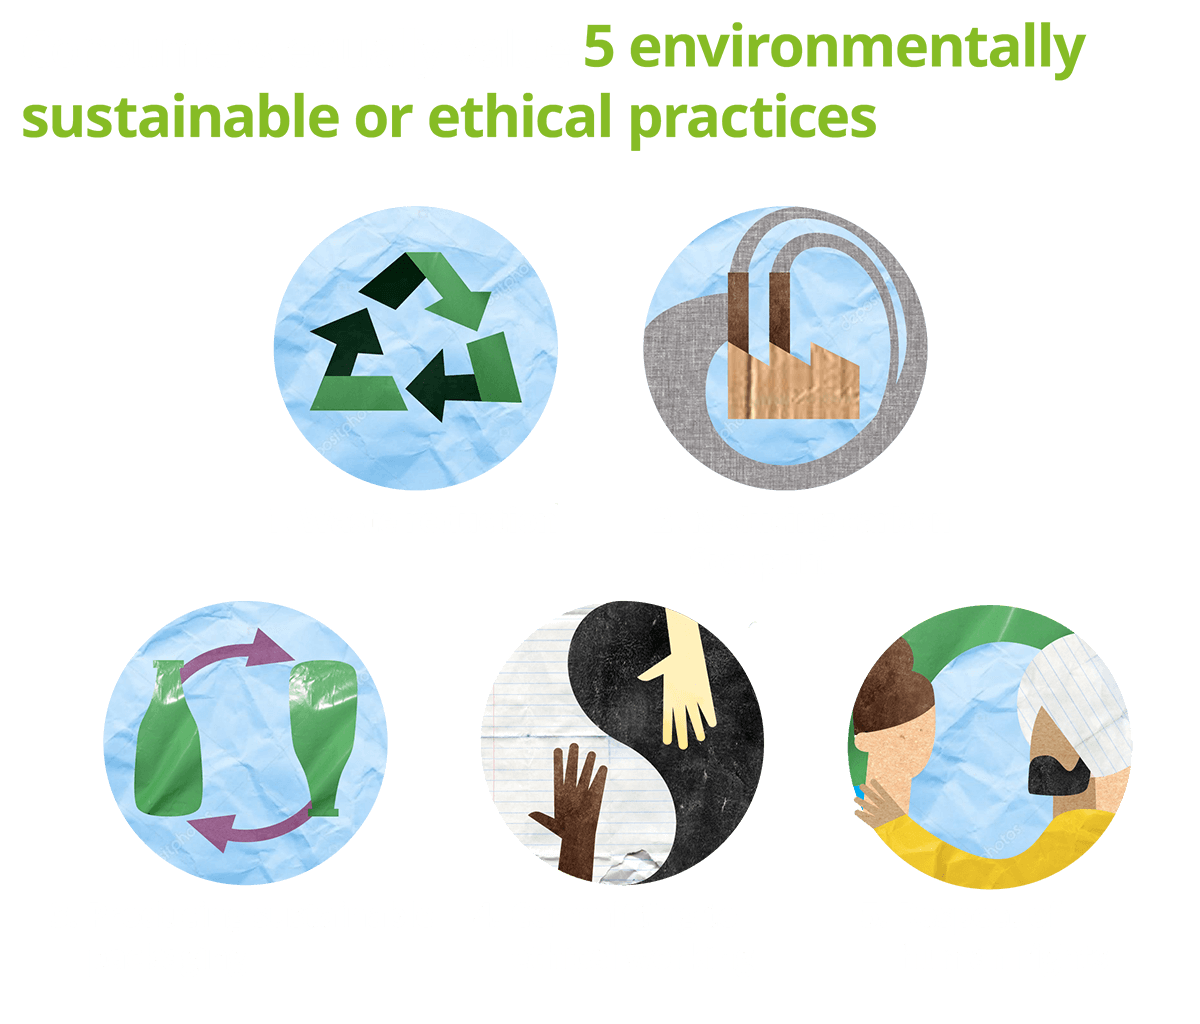 5 environmentally
sustainable or ethical practices